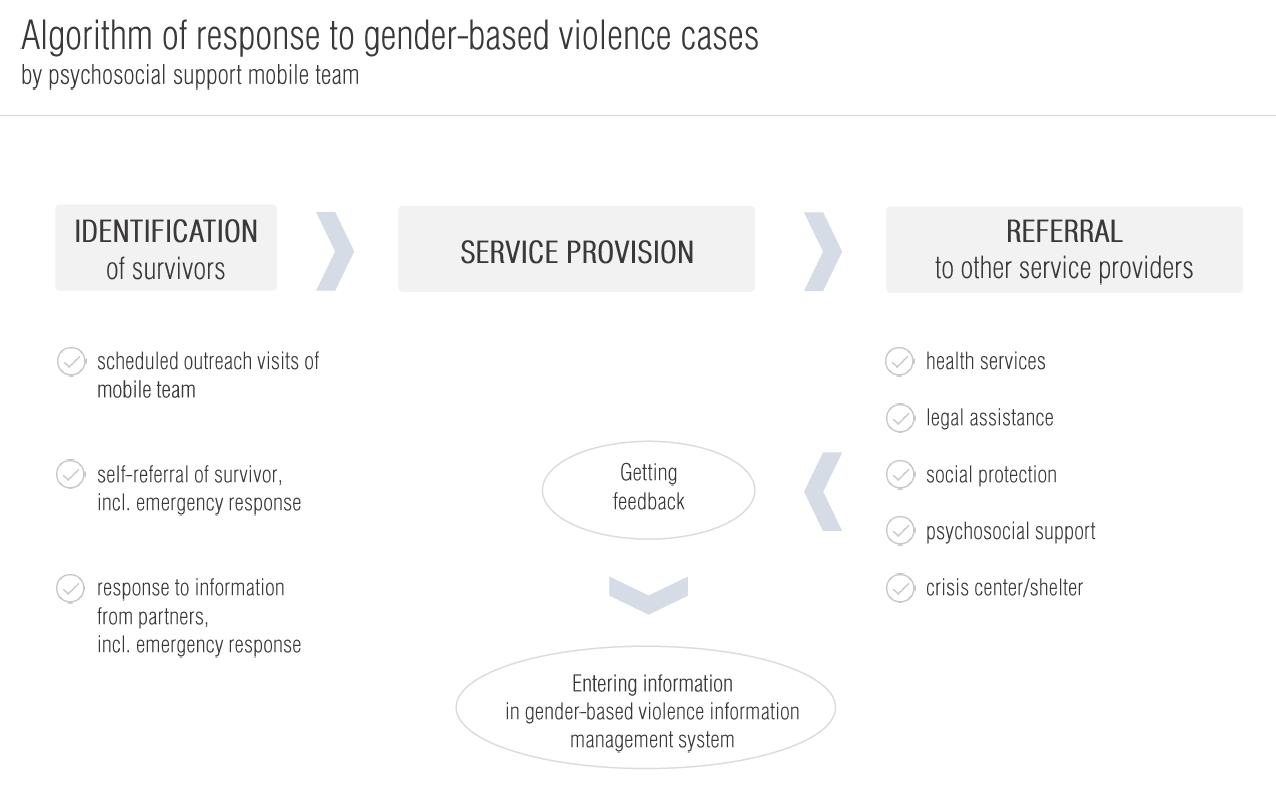 Algorithm of response to gender-based violence cases
by psychosocial support mobile team
IDENTIFICATION
of survivors
SERVICE PROVISION
REFERRAL
to other service providers
scheduled outreach visits of
mobile team
self-referral of survivor,
incl. emergency response
response to information
from partners,
incl. emergency response
Getting
feedback
Entering information
in gender-based violence information
management system
health services
legal assistance
social protection
psychosocial support
crisis center/shelter